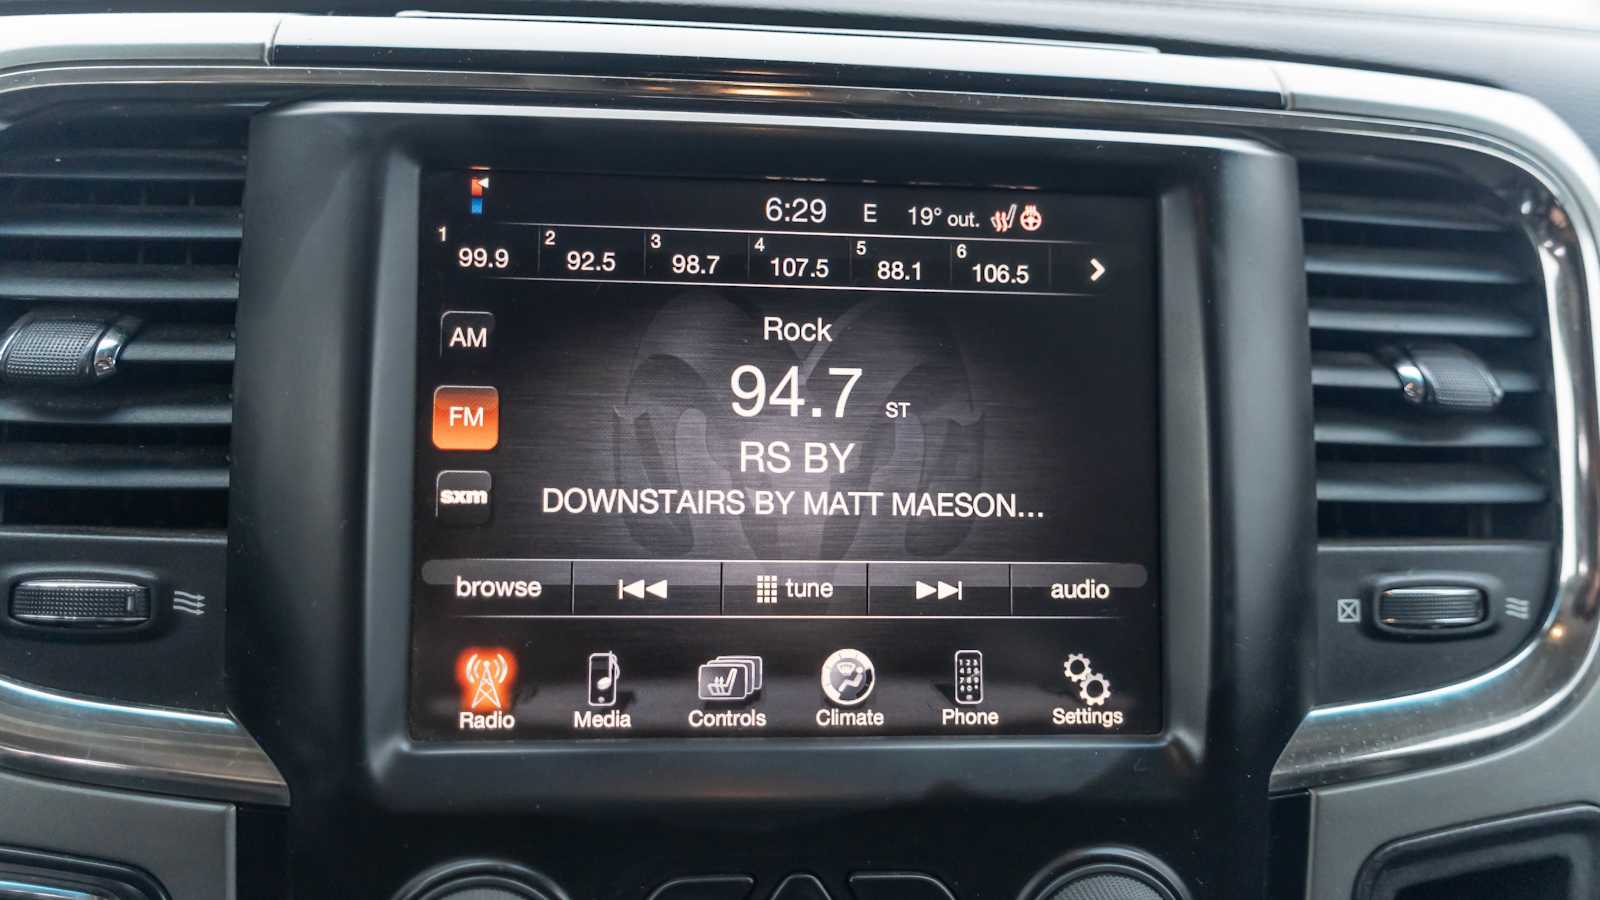 6:29 E 19° out.
1 99.9 2 92.5 3 98.7 4 107.5 5 88.1 6 106.5
AM
Rock
94.7 ST
FM
RS BY
sxm
DOWNSTAIRS BY MATT MAESON...
browse tune audio
Radio Media Controls Climate Phone Settings